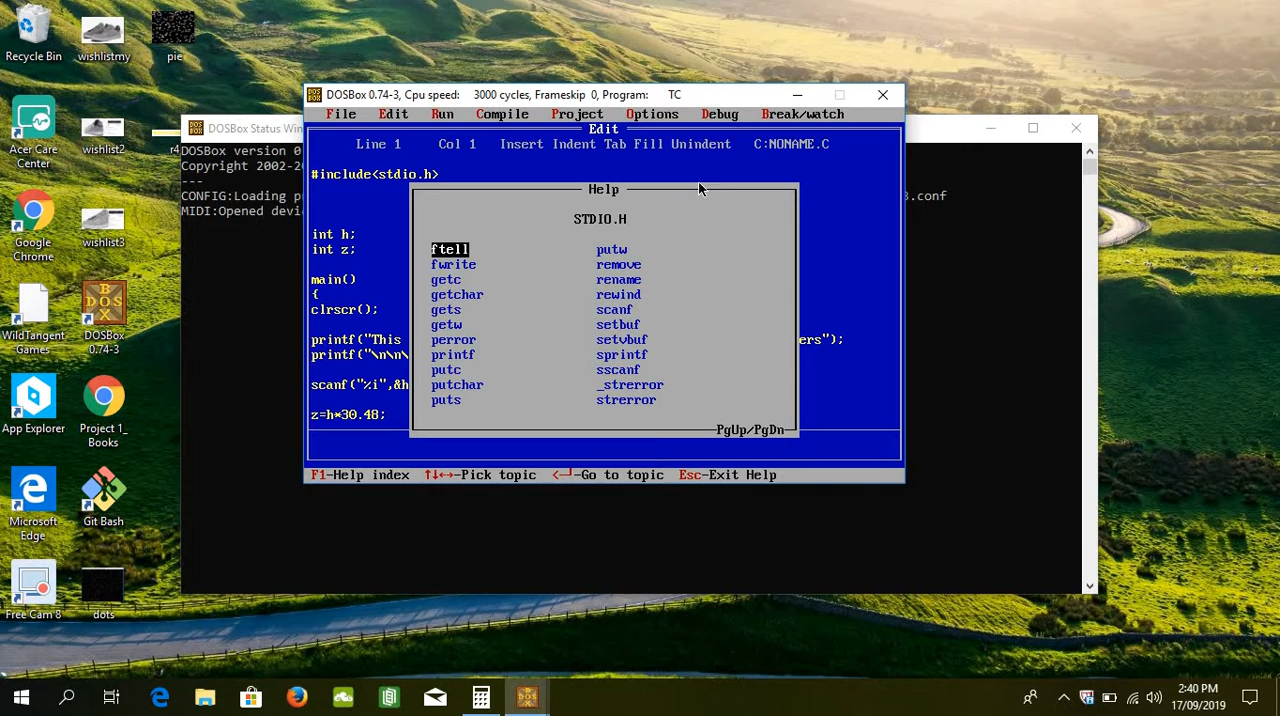 Recycle Bin
wishlistmy
pie
Acer Care
Center
wishlist2
r4
Google
Chrome
wishlist3
WildTangent
Games
DOSBox
0.74-3
App Explorer
Project 1_
Books
Microsoft
Edge
Git Bash
Free Cam 8
dots
DOSBox Status Win
DOSBox version 0
Copyright 2002-20
---
CONFIG:Loading p
3.conf
MIDI:Opened devi
DOSBox 0.74-3, Cpu speed: 3000 cycles, Frameskip 0, Program: TC
File Edit Run Compile Project Options Debug Break/watch
Edit
Line 1 Col 1 Insert Indent Tab Fill Unindent C:NONAME.C
#include<stdio.h>
int h;
int z;
main()
{
clrscr();
printf("This
ers");
printf("\n\n\
scanf("%i",&h
z=h*30.48;
Help
STDIO.H
ftell putw
fwrite remove
getc rename
getchar rewind
gets scanf
getw setbuf
perror setvbuf
printf sprintf
putc sscanf
putchar _strerror
puts strerror
PgUp/PgDn
F1-Help index ↑↓↔-Pick topic ←┘-Go to topic Esc-Exit Help
2:40 PM
17/09/2019